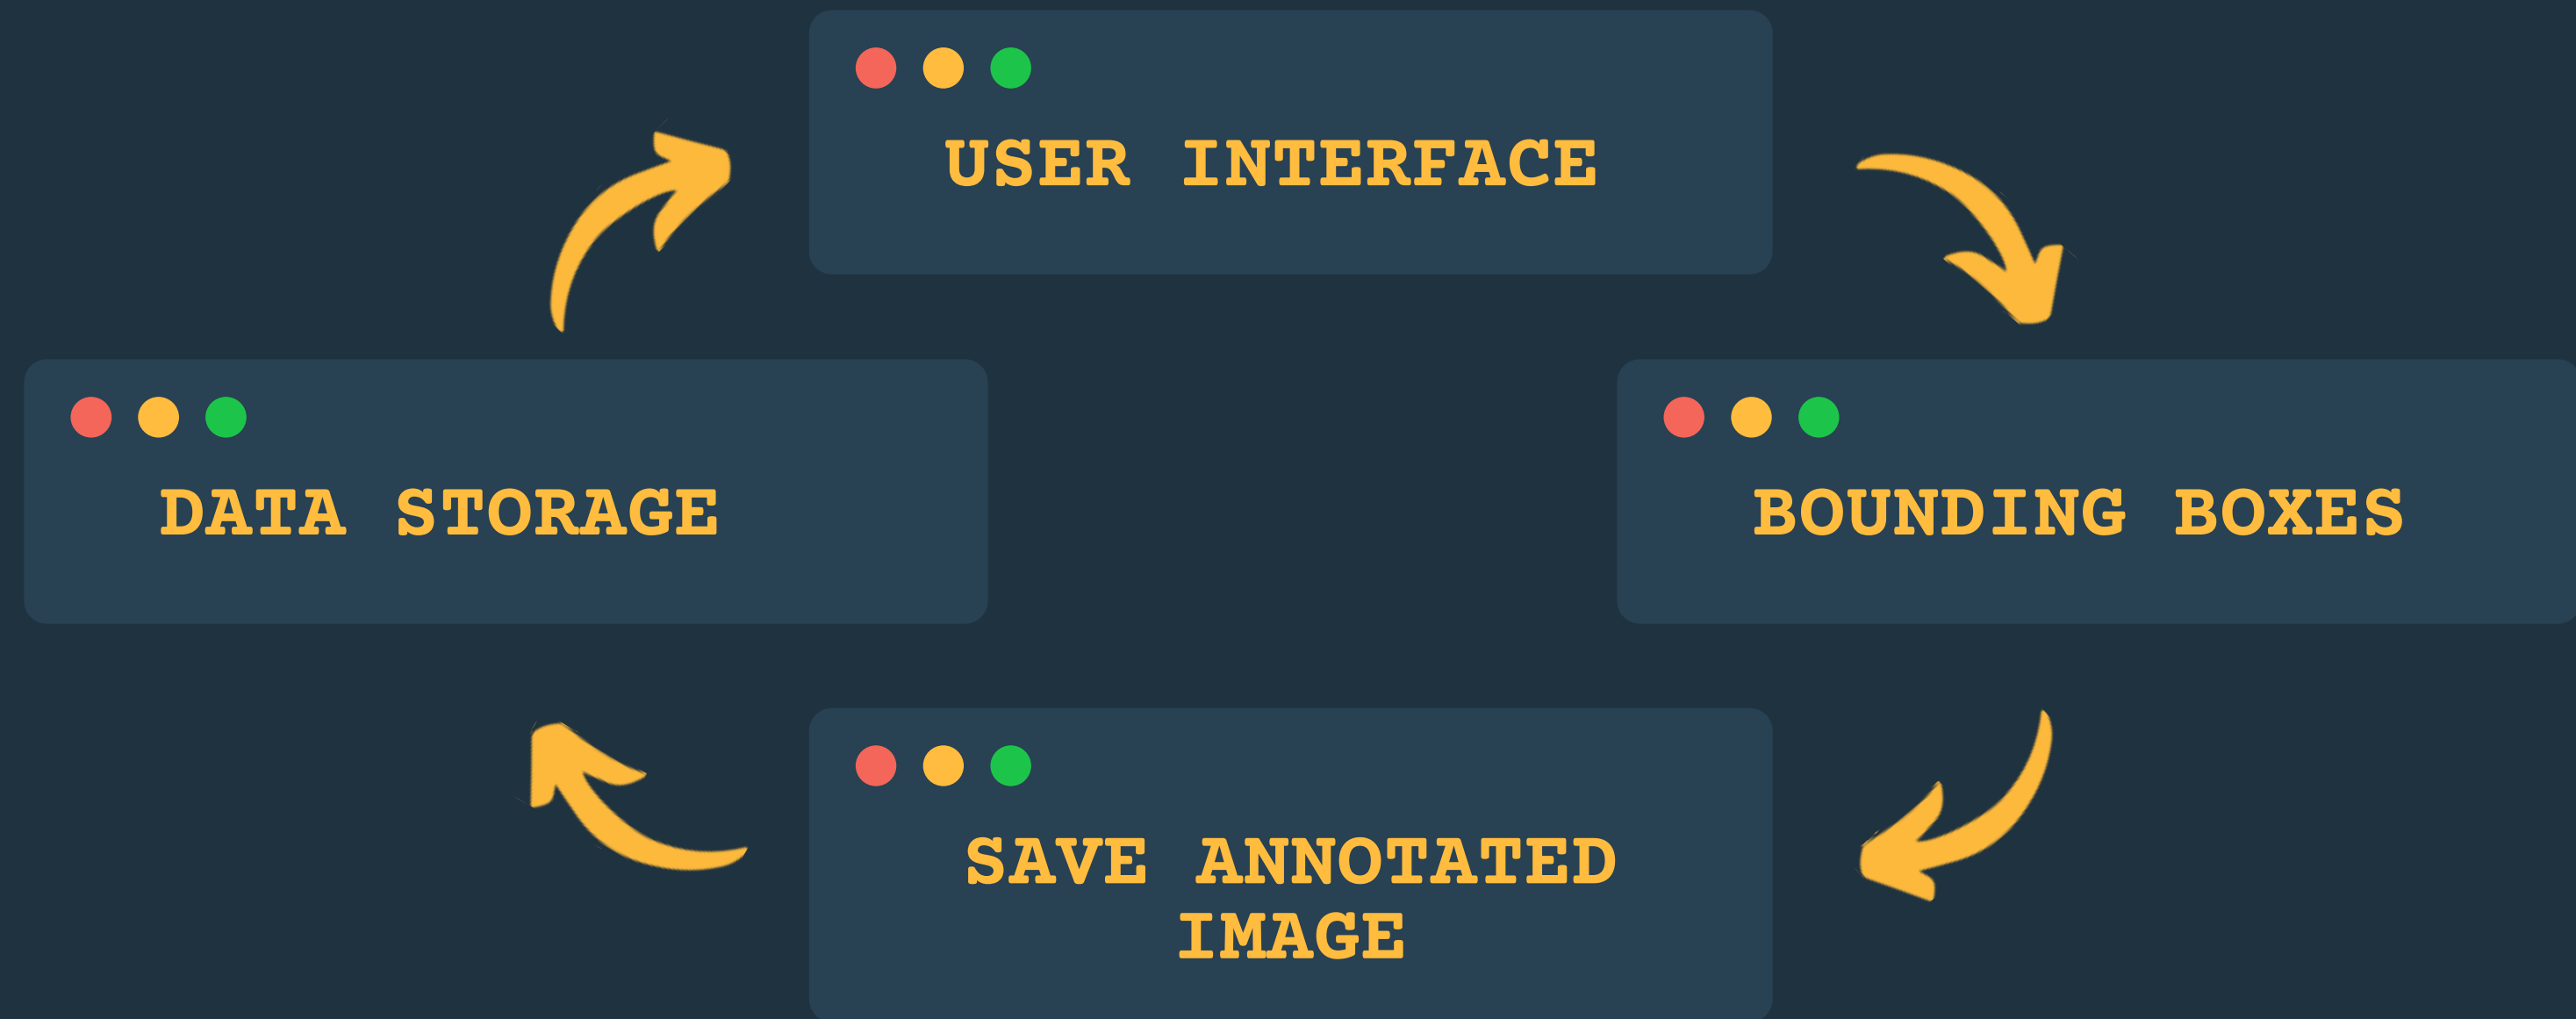 USER INTERFACE
DATA STORAGE
BOUNDING BOXES
SAVE ANNOTATED
IMAGE